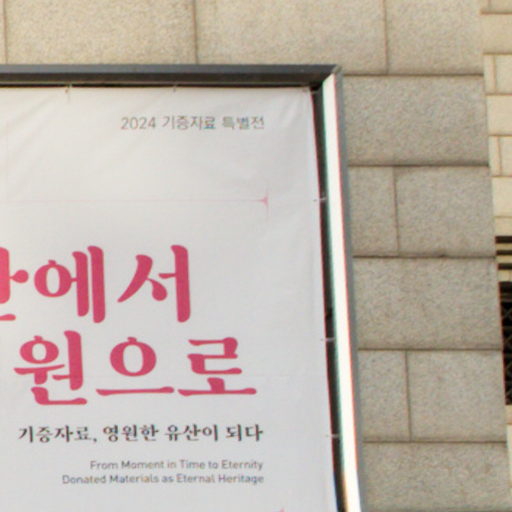 2024 기증자료 특별전
에서
원으로
기증자료, 영원한 유산이 되다
From Moment in Time to Eternity
Donated Materials as Eternal Heritage